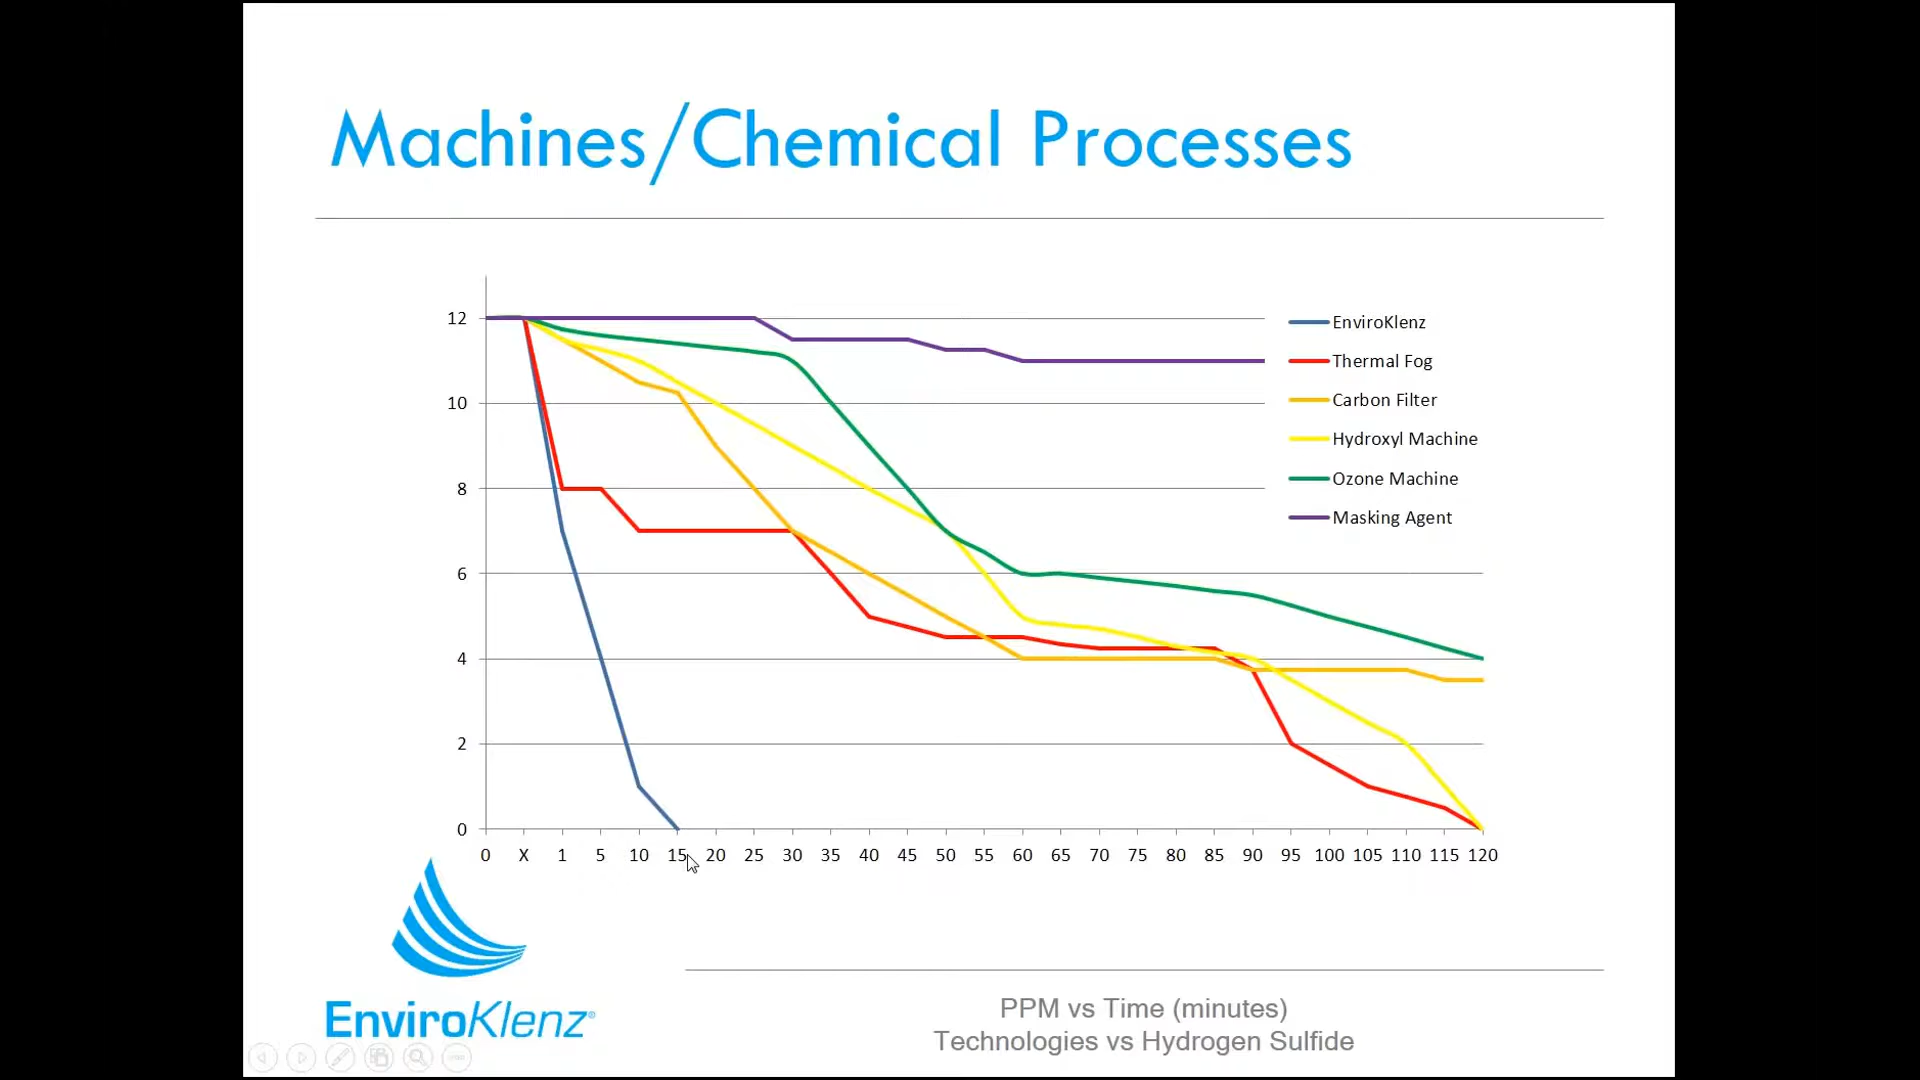 Machines/Chemical Processes
12
10
8
6
4
2
0
0 X 1 5 10 15 20 25 30 35 40 45 50 55 60 65 70 75 80 85 90 95 100 105 110 115 120
EnviroKlenz
Thermal Fog
Carbon Filter
Hydroxyl Machine
Ozone Machine
Masking Agent
EnviroKlenz®
PPM vs Time (minutes)
Technologies vs Hydrogen Sulfide